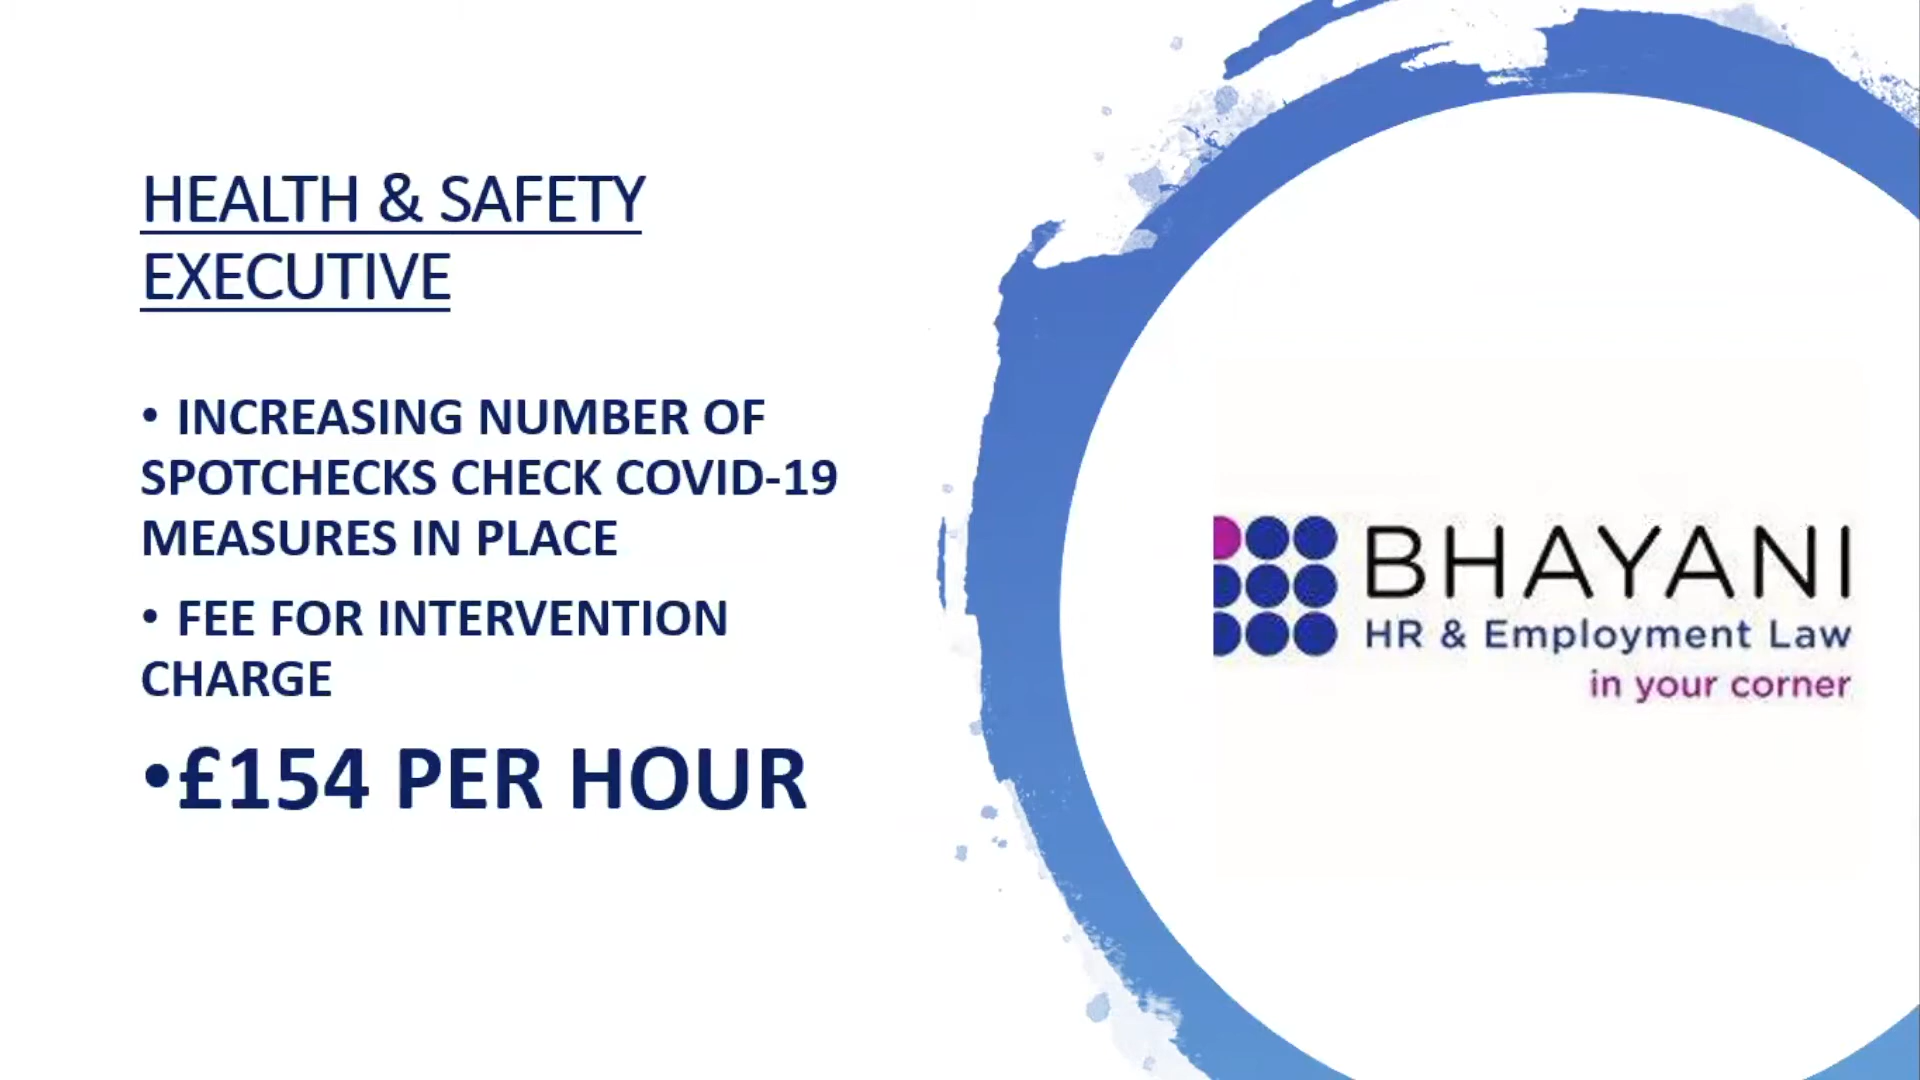 HEALTH & SAFETY
EXECUTIVE
• INCREASING NUMBER OF
SPOTCHECKS CHECK COVID-19
MEASURES IN PLACE
• FEE FOR INTERVENTION
CHARGE
•£154 PER HOUR
BHAYANI
HR & Employment Law
in your corner